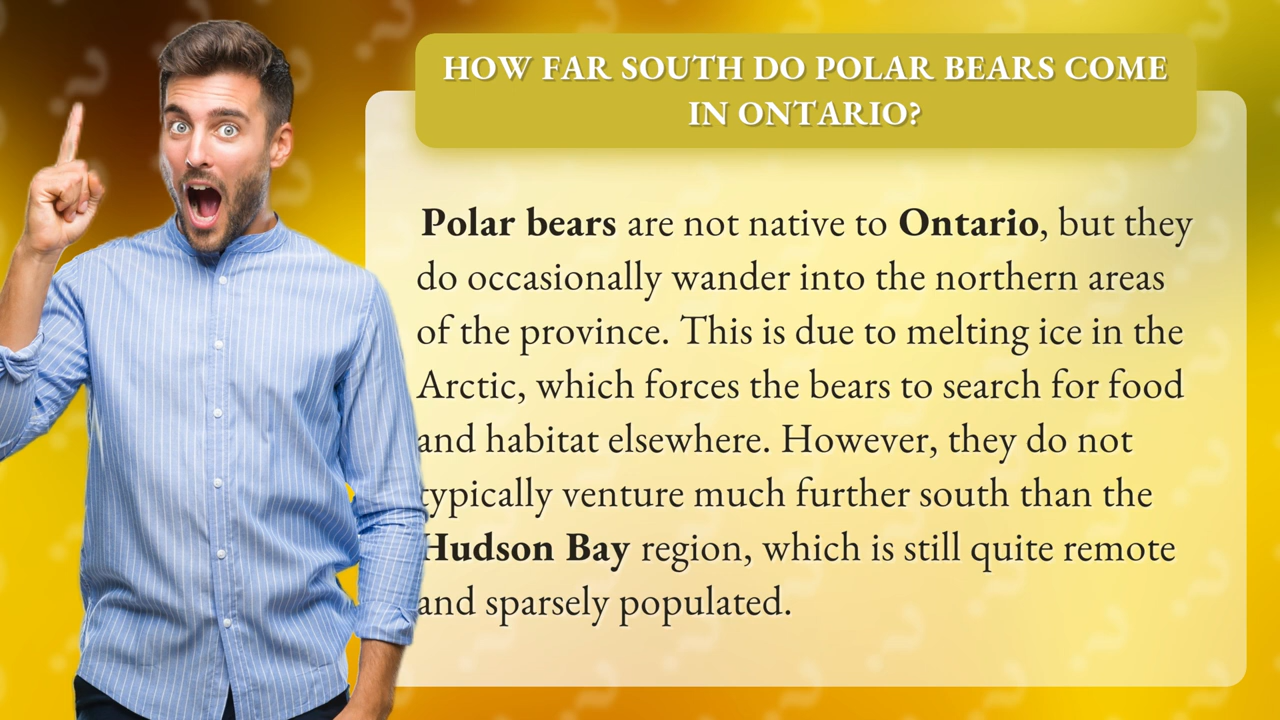 HOW FAR SOUTH DO POLAR BEARS COME
IN ONTARIO?
Polar bears are not native to Ontario, but they
do occasionally wander into the northern areas
of the province. This is due to melting ice in the
Arctic, which forces the bears to search for food
and habitat elsewhere. However, they do not
typically venture much further south than the
Hudson Bay region, which is still quite remote
and sparsely populated.